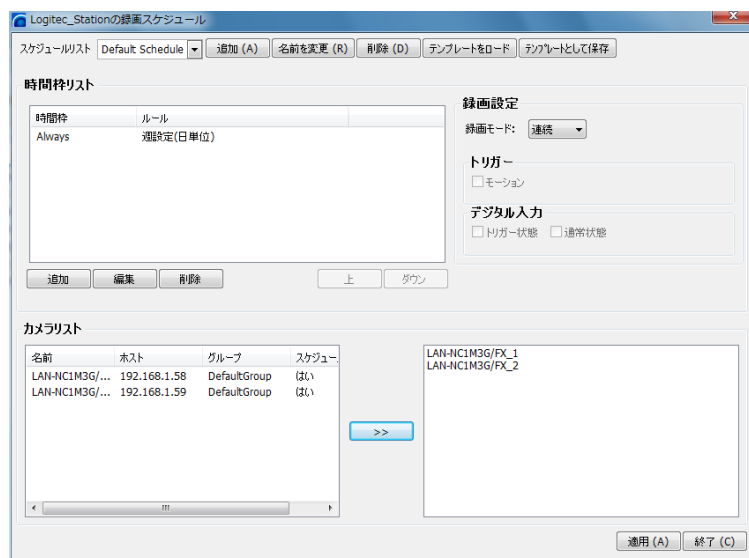 Logitec_Stationの録画スケジュール
スケジュールリスト Default Schedule 追加 (A) 名前を変更 (R) 削除 (D) テンプレートをロード テンプレートとして保存
時間枠リスト
時間枠 ルール
Always 週設定(日単位)
追加 編集 削除 上 ダウン
録画設定
録画モード: 連続
トリガー
モーション
デジタル入力
トリガー状態 通常状態
カメラリスト
名前 ホスト グループ スケジュー...
LAN-NC1M3G/... 192.168.1.58 DefaultGroup はい
LAN-NC1M3G/... 192.168.1.59 DefaultGroup はい
>>
LAN-NC1M3G/FX_1
LAN-NC1M3G/FX_2
適用 (A) 終了 (C)